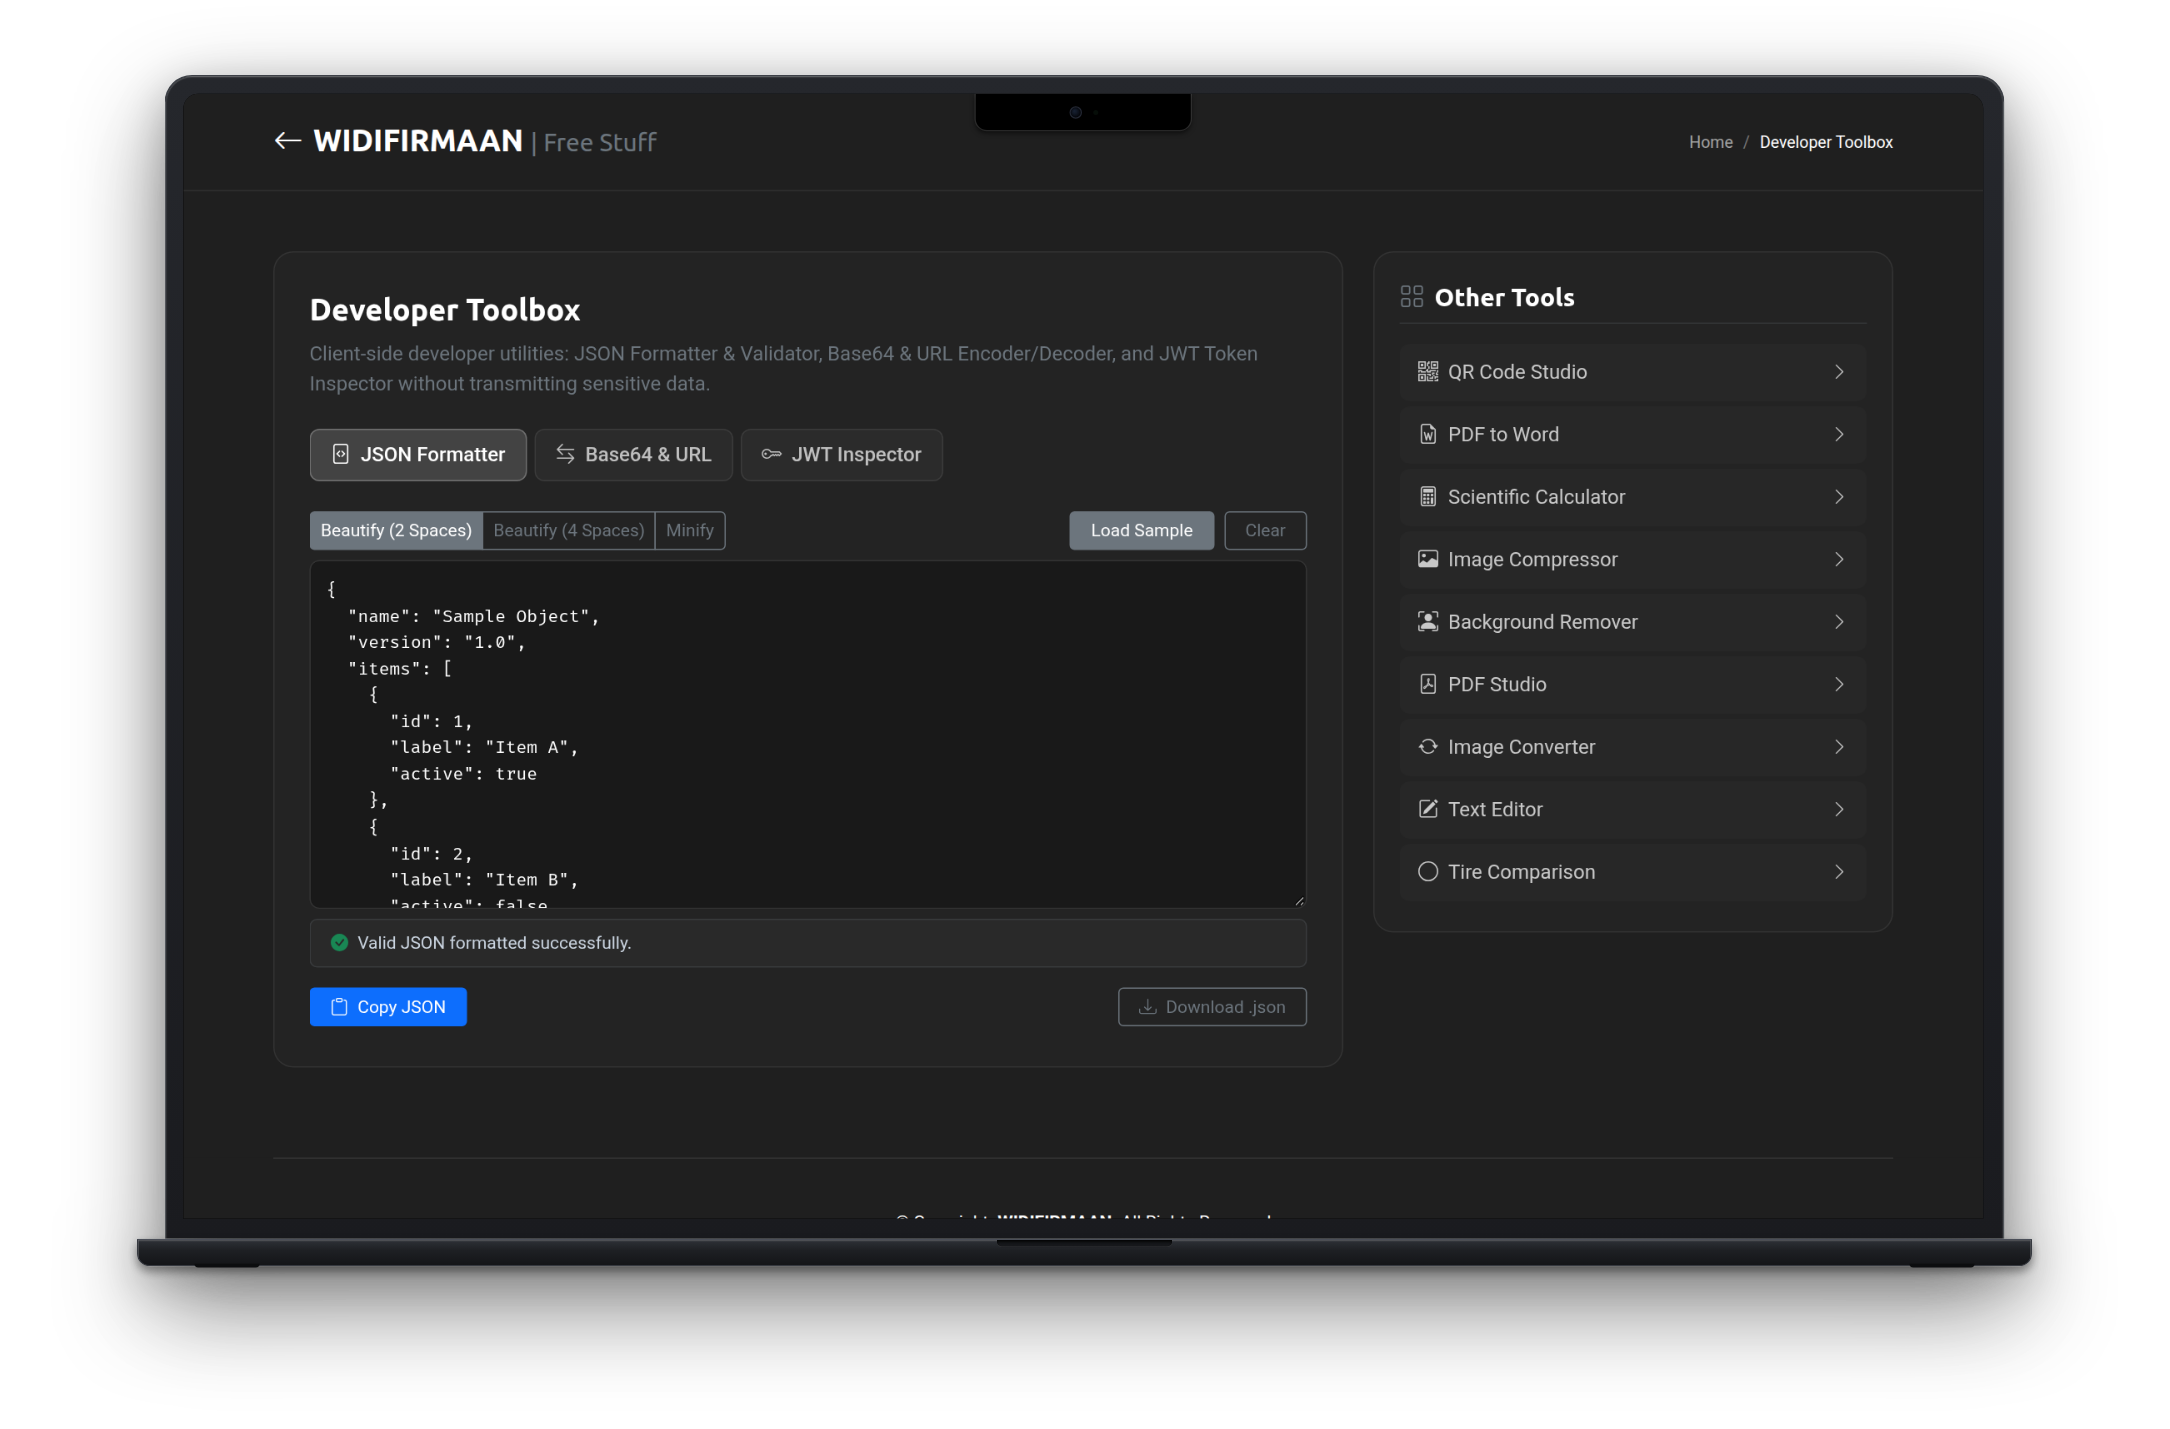 WIDIFIRMAAN | Free Stuff
Home / Developer Toolbox
Developer Toolbox
Client-side developer utilities: JSON Formatter & Validator, Base64 & URL Encoder/Decoder, and JWT Token
Inspector without transmitting sensitive data.
JSON Formatter
Base64 & URL
JWT Inspector
Beautify (2 Spaces)
Beautify (4 Spaces)
Minify
Load Sample
Clear
{
  "name": "Sample Object",
  "version": "1.0",
  "items": [
    {
      "id": 1,
      "label": "Item A",
      "active": true
    },
    {
      "id": 2,
      "label": "Item B",
      "active": false
Valid JSON formatted successfully.
Copy JSON
Download .json
Other Tools
QR Code Studio
PDF to Word
Scientific Calculator
Image Compressor
Background Remover
PDF Studio
Image Converter
Text Editor
Tire Comparison